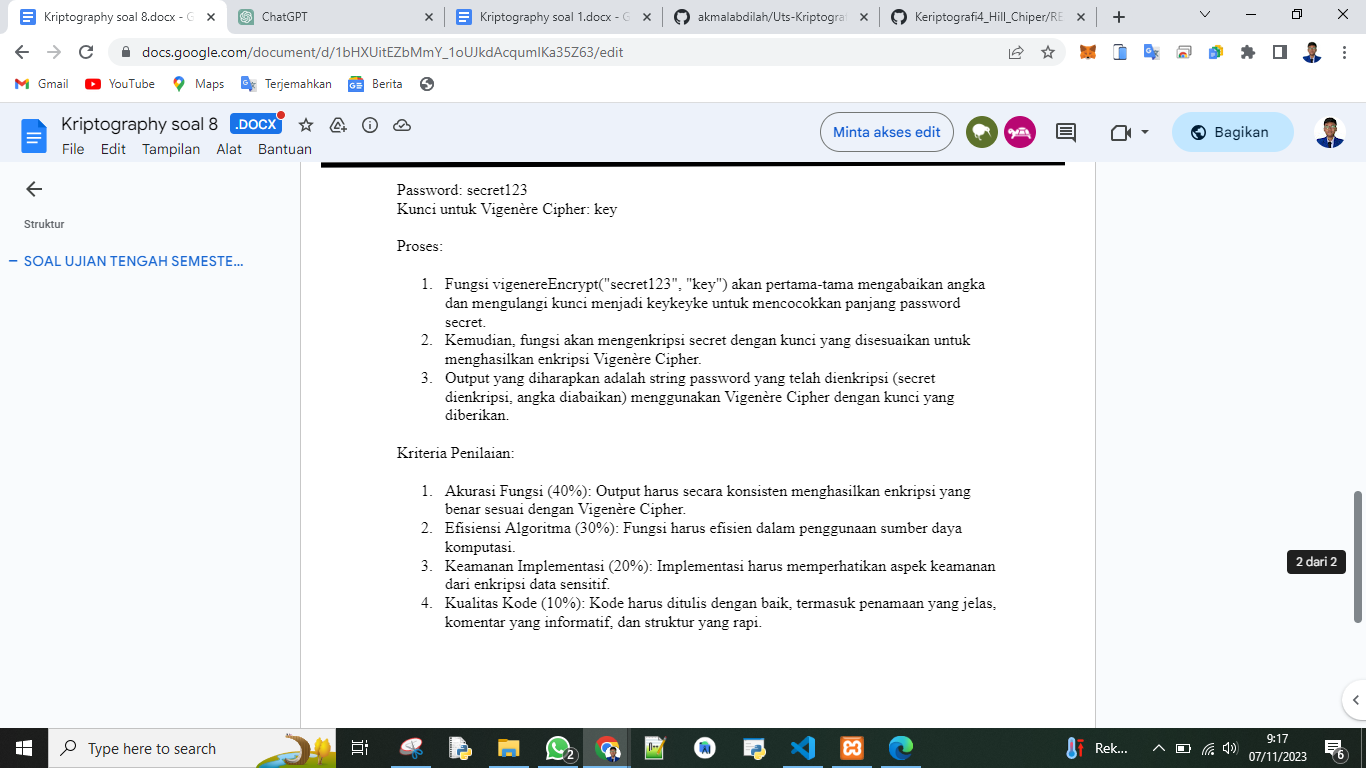 Kriptography soal 8.docx - G
ChatGPT
Kriptography soal 1.docx - G
akmalabdilah/Uts-Kriptograf
Keriptografi4_Hill_Chiper/RE
docs.google.com/document/d/1bHXUitEZbMmY_1oUJkdAcqumIKa35Z63/edit
Gmail
YouTube
Maps
Terjemahkan
Berita
Kriptography soal 8 .DOCX
File Edit Tampilan Alat Bantuan
Minta akses edit
Bagikan
Struktur
SOAL UJIAN TENGAH SEMESTE...
Password: secret123
Kunci untuk Vigenère Cipher: key
Proses:
1. Fungsi vigenereEncrypt("secret123", "key") akan pertama-tama mengabaikan angka
dan mengulangi kunci menjadi keykeyke untuk mencocokkan panjang password
secret.
2. Kemudian, fungsi akan mengenkripsi secret dengan kunci yang disesuaikan untuk
menghasilkan enkripsi Vigenère Cipher.
3. Output yang diharapkan adalah string password yang telah dienkripsi (secret
dienkripsi, angka diabaikan) menggunakan Vigenère Cipher dengan kunci yang
diberikan.
Kriteria Penilaian:
1. Akurasi Fungsi (40%): Output harus secara konsisten menghasilkan enkripsi yang
benar sesuai dengan Vigenère Cipher.
2. Efisiensi Algoritma (30%): Fungsi harus efisien dalam penggunaan sumber daya
komputasi.
3. Keamanan Implementasi (20%): Implementasi harus memperhatikan aspek keamanan
dari enkripsi data sensitif.
4. Kualitas Kode (10%): Kode harus ditulis dengan baik, termasuk penamaan yang jelas,
komentar yang informatif, dan struktur yang rapi.
2 dari 2
Type here to search
2
Rek...
9:17
07/11/2023
6